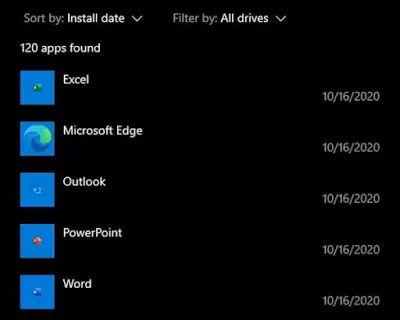 Sort by: Install date Filter by: All drives
120 apps found
Excel
10/16/2020
Microsoft Edge
10/16/2020
Outlook
10/16/2020
PowerPoint
10/16/2020
Word
10/16/2020